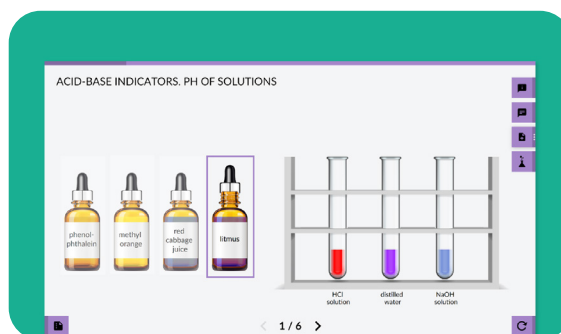 ACID-BASE INDICATORS. PH OF SOLUTIONS
phenol-
phthalein
methyl
orange
red
cabbage
juice
litmus
HCl
solution
distilled
water
NaOH
solution
1 / 6